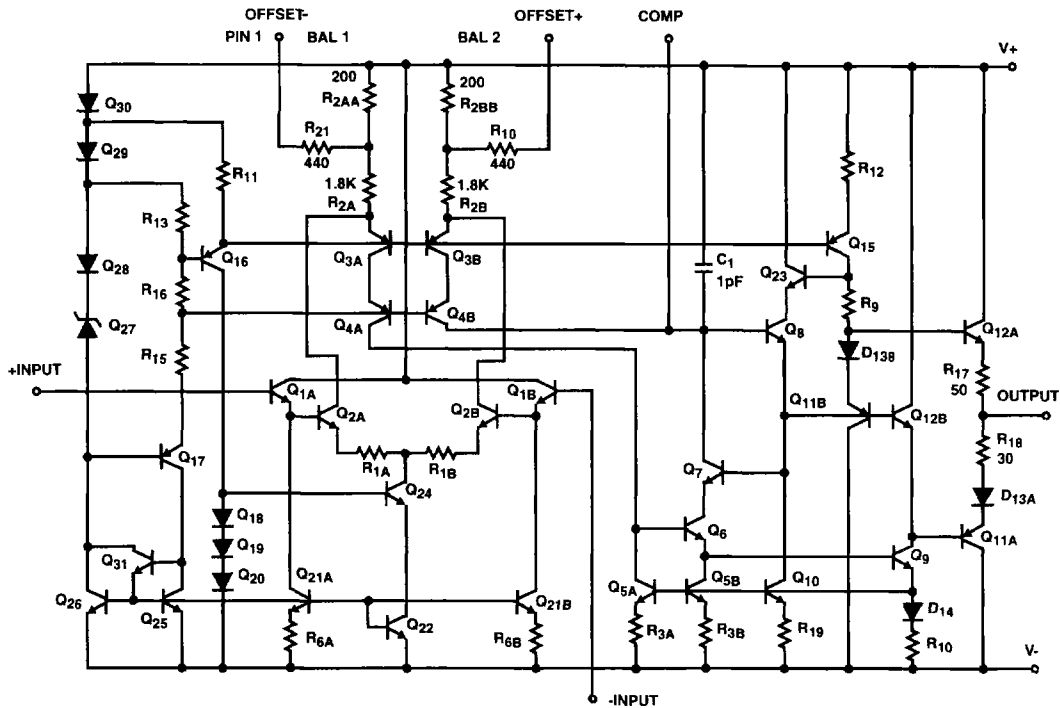 OFFSET- OFFSET+ COMP
PIN 1 BAL 1 BAL 2
V+
200 200
Q30 R2AA R2BB
R21 R10
Q29 440 440
R11 R12
1.8K 1.8K
R13 R2A R2B
Q16 Q15
Q3A Q3B C1 Q23
Q28 1pF
R16 R9
Q4A Q4B
Q27 Q8 Q12A
R15 D13B
+INPUT R17
Q1A Q1B 50 OUTPUT
Q2A Q2B Q11B Q12B
R18
Q17 30
R1A R1B Q7
Q24 D13A
Q18 Q6
Q19 Q11A
Q31 Q9
Q20 Q21A Q5A Q5B Q10
Q26 Q21B D14
Q25 Q22
R6A R6B R3A R3B R19 R10
V-
-INPUT